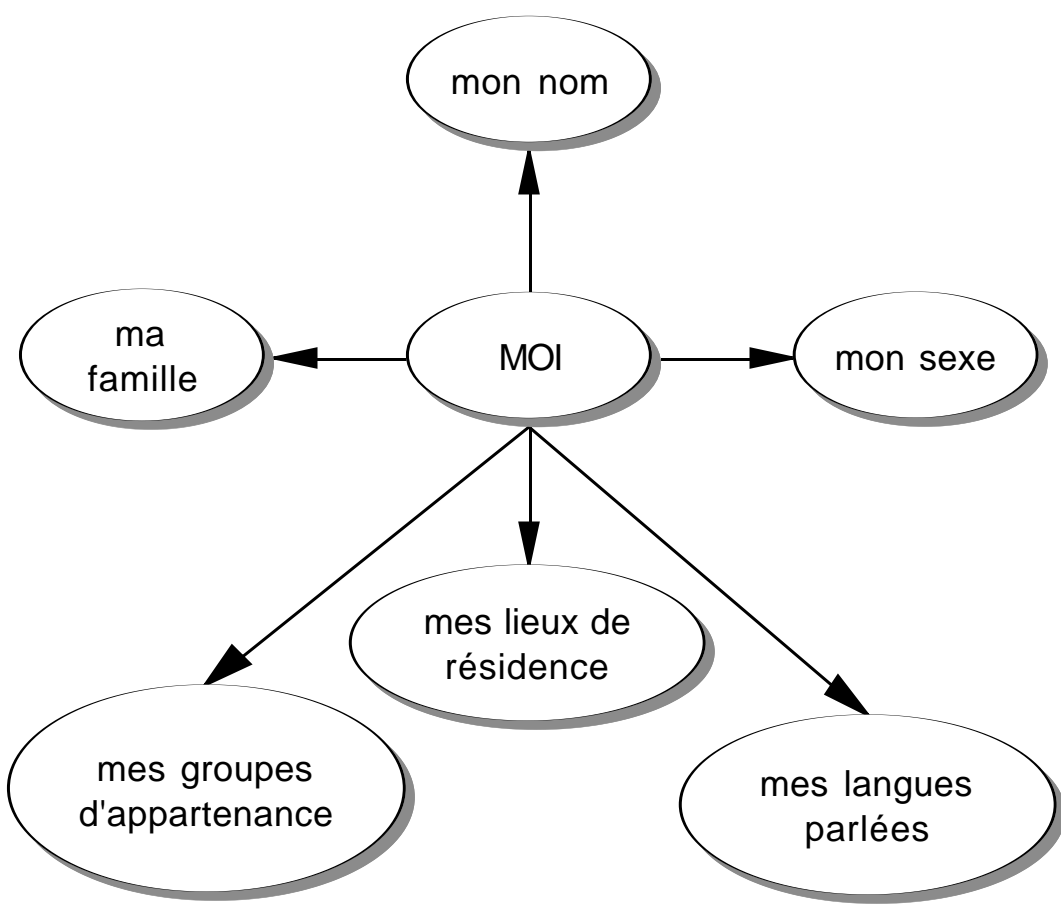 mon nom
ma
famille
MOI
mon sexe
mes lieux de
résidence
mes groupes
d'appartenance
mes langues
parlées